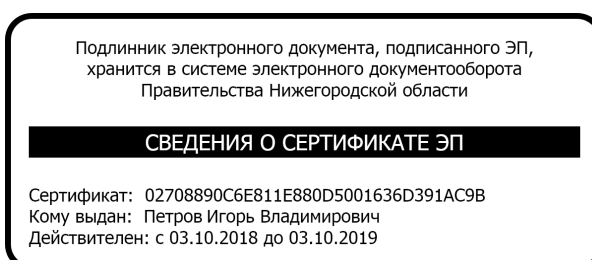 Подлинник электронного документа, подписанного ЭП,
хранится в системе электронного документооборота
Правительства Нижегородской области
СВЕДЕНИЯ О СЕРТИФИКАТЕ ЭП
Сертификат: 02708890C6E811E880D5001636D391AC9B
Кому выдан: Петров Игорь Владимирович
Действителен: с 03.10.2018 до 03.10.2019